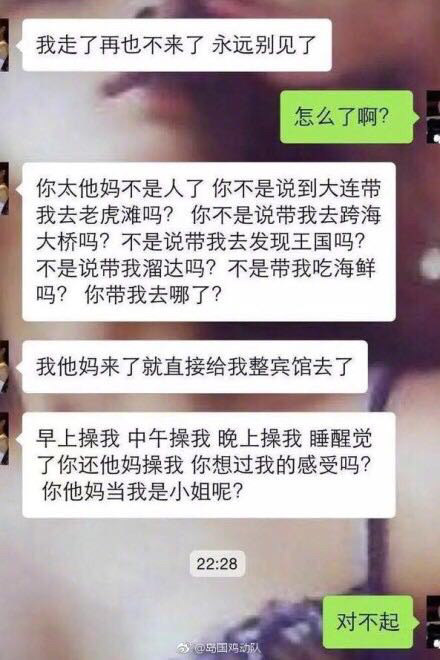 我走了再也不来了 永远别见了
怎么了啊？
你太他妈不是人了 你不是说到大连带
我去老虎滩吗？ 你不是说带我去跨海
大桥吗？不是说带我去发现王国吗？
不是说带我溜达吗？不是带我吃海鲜
吗？ 你带我去哪了？
我他妈来了就直接给我整宾馆去了
早上操我 中午操我 晚上操我 睡醒觉
了你还他妈操我 你想过我的感受吗？
你他妈当我是小姐呢？
22:28
对不起
@岛国鸡动队